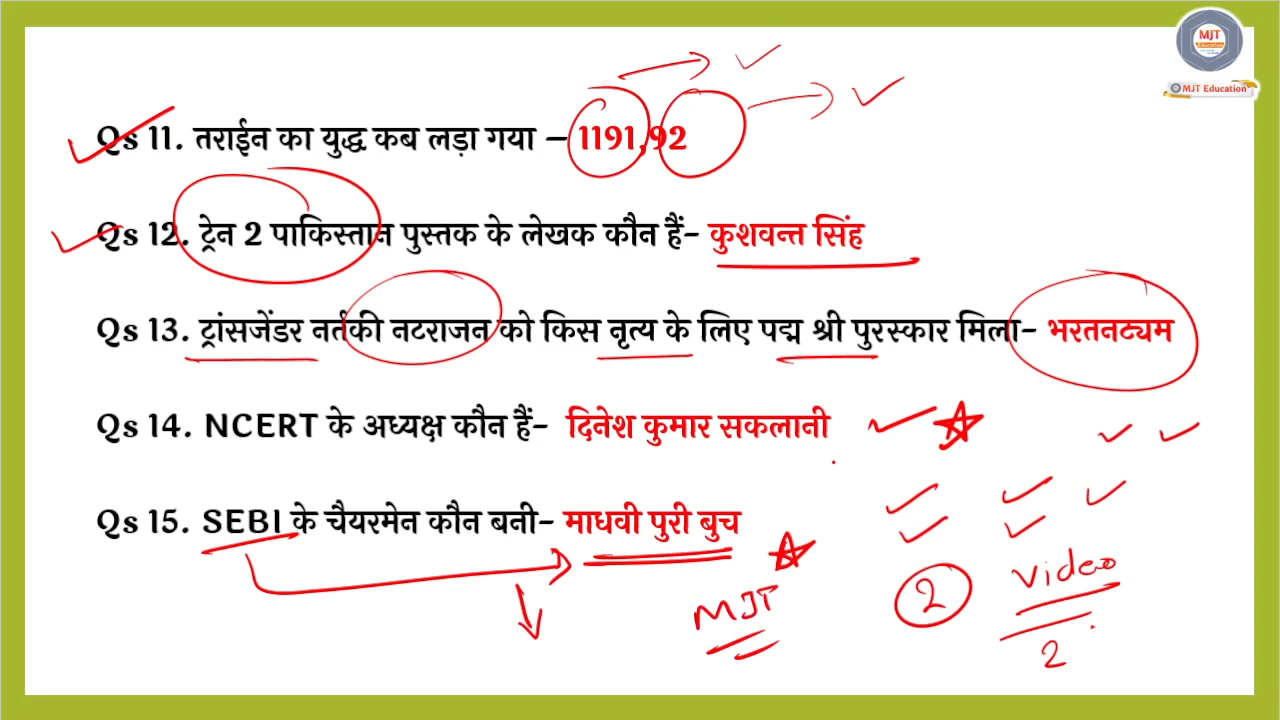 MJT
Education
MJT Education
Qs 11. तराईन का युद्ध कब लड़ा गया – 1191,92
Qs 12. ट्रेन 2 पाकिस्तान पुस्तक के लेखक कौन हैं- कुशवन्त सिंह
Qs 13. ट्रांसजेंडर नर्तकी नटराजन को किस नृत्य के लिए पद्म श्री पुरस्कार मिला- भरतनट्यम
Qs 14. NCERT के अध्यक्ष कौन हैं- दिनेश कुमार सकलानी
Qs 15. SEBI के चैयरमेन कौन बनी- माधवी पुरी बुच
MJT
2
Video
2